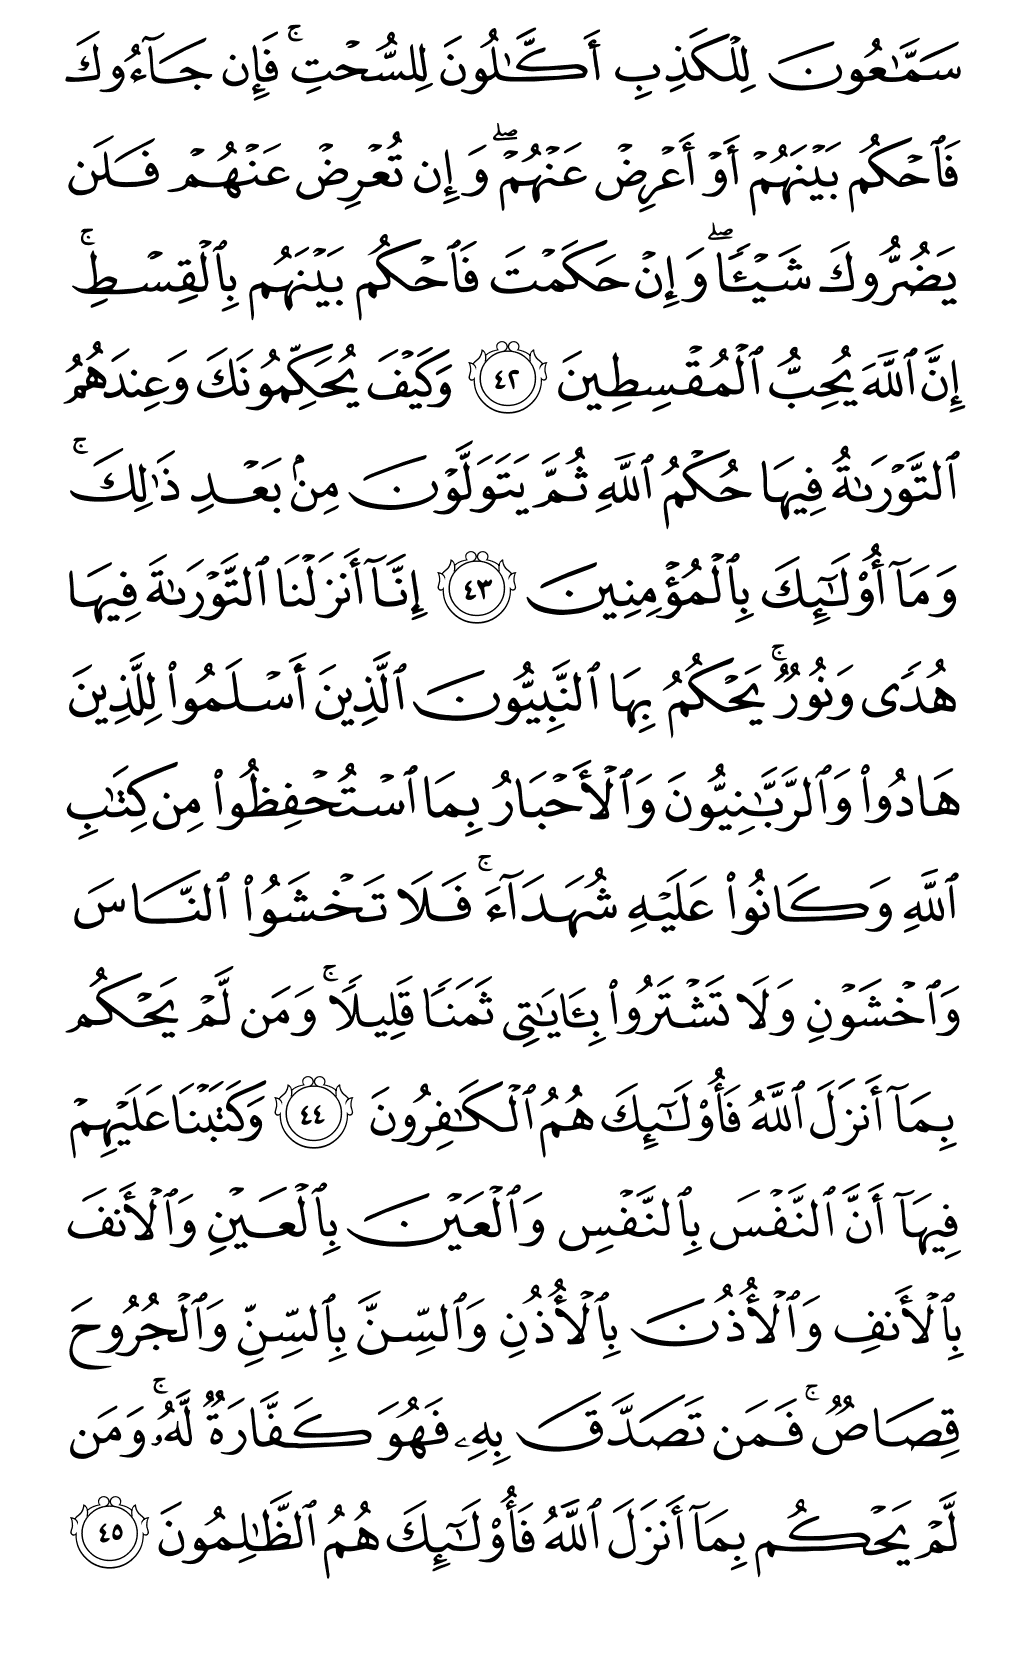 سَمَّٰعُونَ لِلۡكَذِبِ أَكَّٰلُونَ لِلسُّحۡتِۚ فَإِن جَآءُوكَ
فَٱحۡكُم بَيۡنَهُمۡ أَوۡ أَعۡرِضۡ عَنۡهُمۡۖ وَإِن تُعۡرِضۡ عَنۡهُمۡ فَلَن
يَضُرُّوكَ شَيۡـٔٗاۖ وَإِنۡ حَكَمۡتَ فَٱحۡكُم بَيۡنَهُم بِٱلۡقِسۡطِۚ
إِنَّ ٱللَّهَ يُحِبُّ ٱلۡمُقۡسِطِينَ ٤٢ وَكَيۡفَ يُحَكِّمُونَكَ وَعِندَهُمُ
ٱلتَّوۡرَىٰةُ فِيهَا حُكۡمُ ٱللَّهِ ثُمَّ يَتَوَلَّوۡنَ مِنۢ بَعۡدِ ذَٰلِكَۚ
وَمَآ أُوْلَٰٓئِكَ بِٱلۡمُؤۡمِنِينَ ٤٣ إِنَّآ أَنزَلۡنَا ٱلتَّوۡرَىٰةَ فِيهَا
هُدٗى وَنُورٞۚ يَحۡكُمُ بِهَا ٱلنَّبِيُّونَ ٱلَّذِينَ أَسۡلَمُواْ لِلَّذِينَ
هَادُواْ وَٱلرَّبَّٰنِيُّونَ وَٱلۡأَحۡبَارُ بِمَا ٱسۡتُحۡفِظُواْ مِن كِتَٰبِ
ٱللَّهِ وَكَانُواْ عَلَيۡهِ شُهَدَآءَۚ فَلَا تَخۡشَوُاْ ٱلنَّاسَ
وَٱخۡشَوۡنِ وَلَا تَشۡتَرُواْ بِـَٔايَٰتِي ثَمَنٗا قَلِيلٗاۚ وَمَن لَّمۡ يَحۡكُم
بِمَآ أَنزَلَ ٱللَّهُ فَأُوْلَٰٓئِكَ هُمُ ٱلۡكَٰفِرُونَ ٤٤ وَكَتَبۡنَا عَلَيۡهِمۡ
فِيهَآ أَنَّ ٱلنَّفۡسَ بِٱلنَّفۡسِ وَٱلۡعَيۡنَ بِٱلۡعَيۡنِ وَٱلۡأَنفَ
بِٱلۡأَنفِ وَٱلۡأُذُنَ بِٱلۡأُذُنِ وَٱلسِّنَّ بِٱلسِّنِّ وَٱلۡجُرُوحَ
قِصَاصٞۚ فَمَن تَصَدَّقَ بِهِۦ فَهُوَ كَفَّارَةٞ لَّهُۥۚ وَمَن
لَّمۡ يَحۡكُم بِمَآ أَنزَلَ ٱللَّهُ فَأُوْلَٰٓئِكَ هُمُ ٱلظَّٰلِمُونَ ٤٥